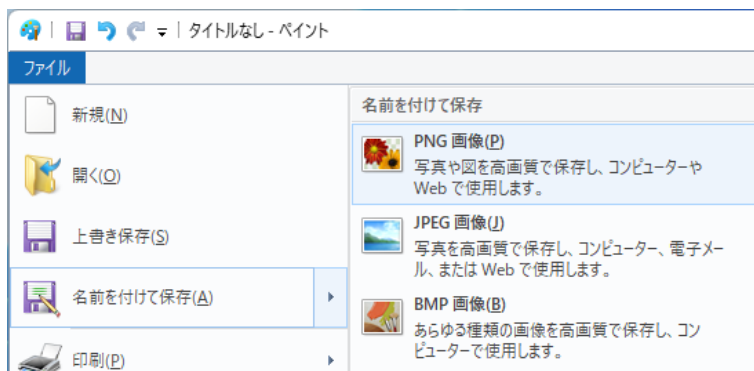 タイトルなし - ペイント
ファイル
新規(N)
開く(O)
上書き保存(S)
名前を付けて保存(A)
印刷(P)
名前を付けて保存
PNG 画像(P)
写真や図を高画質で保存し、コンピューターや
Web で使用します。
JPEG 画像(J)
写真を高画質で保存し、コンピューター、電子メー
ル、または Web で使用します。
BMP 画像(B)
あらゆる種類の画像を高画質で保存し、コン
ピューターで使用します。